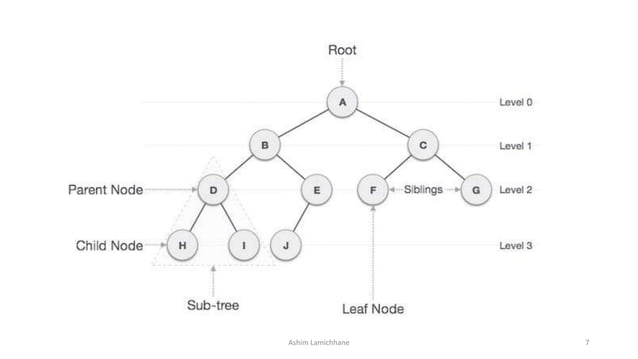 Root
A
Level 0
B
C
Level 1
Parent Node
D
E
F
Siblings
G
Level 2
Child Node
H
I
J
Level 3
Sub-tree
Leaf Node
Ashim Lamichhane
7